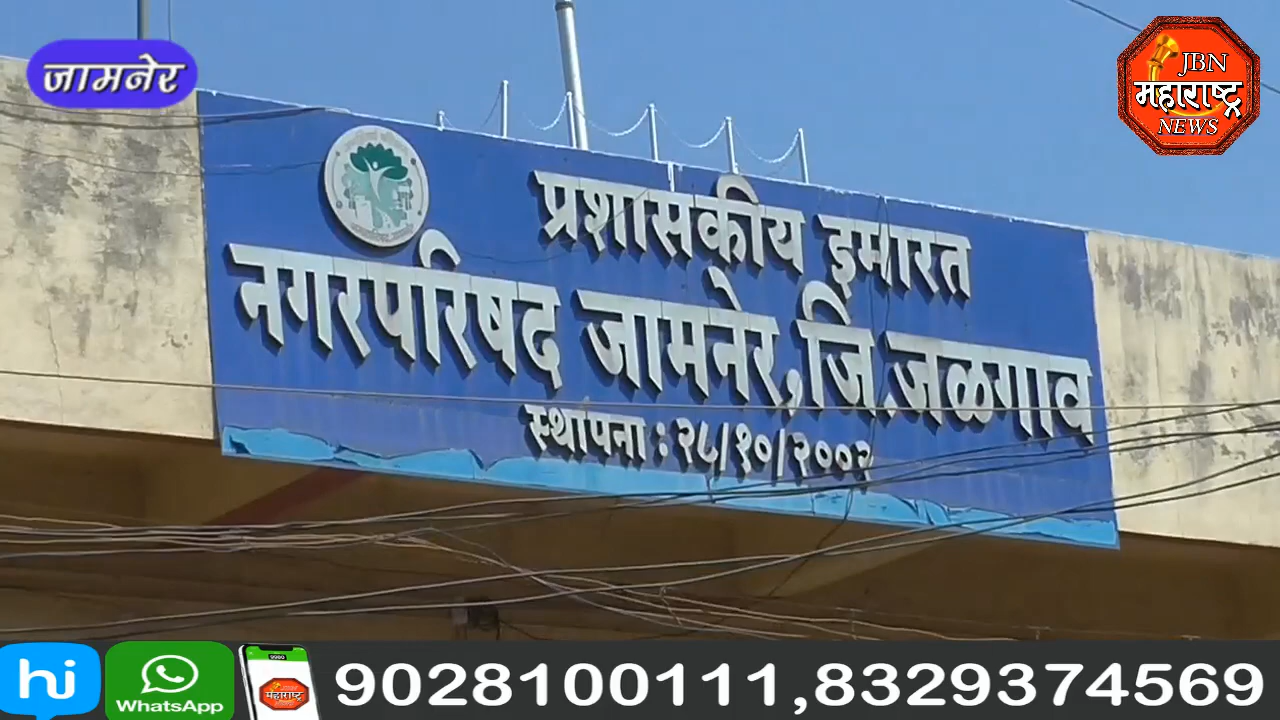 जामनेर
JBN
महाराष्ट्र
NEWS
प्रशासकीय इमारत
नगरपरिषद जामनेर, जि. जळगाव
स्थापना : २८/१०/२००२
hi
WhatsApp
महाराष्ट्र
9028100111,8329374569